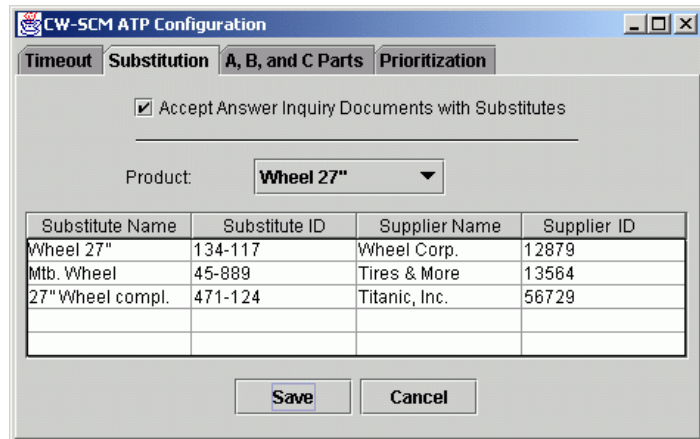 CW-SCM ATP Configuration
Timeout Substitution A, B, and C Parts Prioritization
Accept Answer Inquiry Documents with Substitutes
Product: Wheel 27"
Substitute Name Substitute ID Supplier Name Supplier ID
Wheel 27" 134-117 Wheel Corp. 12879
Mtb. Wheel 45-889 Tires & More 13564
27" Wheel compl. 471-124 Titanic, Inc. 56729
Save Cancel